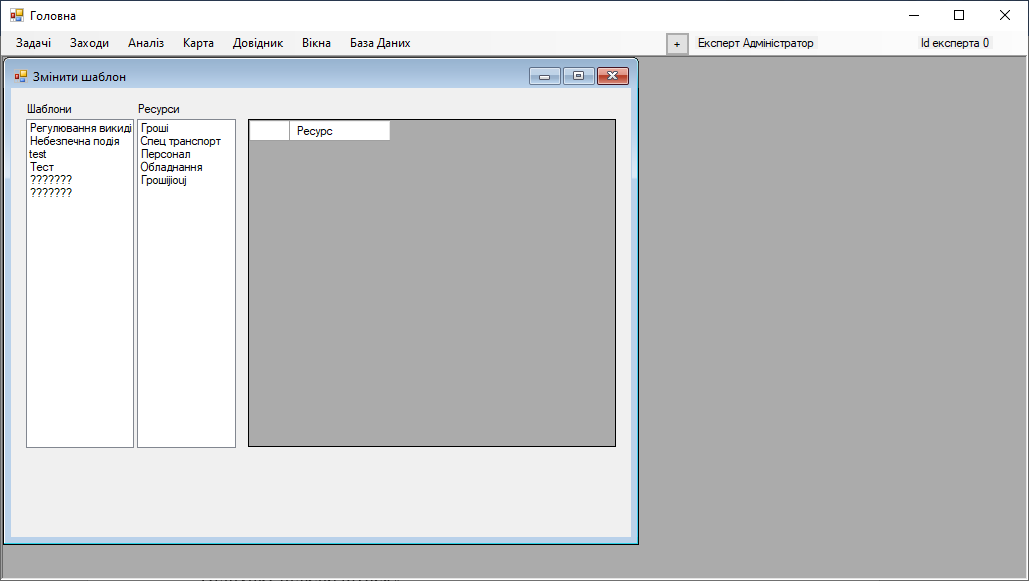 Головна
Задачі Заходи Аналіз Карта Довідник Вікна База Даних + Експерт Адміністратор Id експерта 0
Змінити шаблон
Шаблони Ресурси
Регулювання викиді Гроші Ресурс
Небезпечна подія Спец транспорт
test Персонал
Тест Обладнання
??????? Грошіjiouj
???????